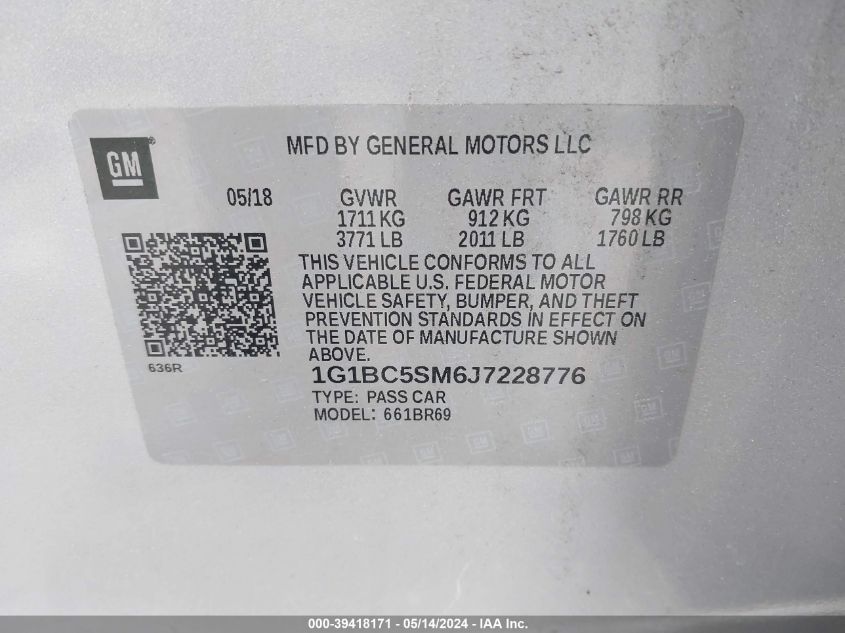 GM
MFD BY GENERAL MOTORS LLC
05/18 GVWR GAWR FRT GAWR RR
1711 KG 912 KG 798 KG
3771 LB 2011 LB 1760 LB
THIS VEHICLE CONFORMS TO ALL
APPLICABLE U.S. FEDERAL MOTOR
VEHICLE SAFETY, BUMPER, AND THEFT
PREVENTION STANDARDS IN EFFECT ON
THE DATE OF MANUFACTURE SHOWN
ABOVE.
636R
1G1BC5SM6J7228776
TYPE: PASS CAR
MODEL: 661BR69
000-39418171 - 05/14/2024 - IAA Inc.